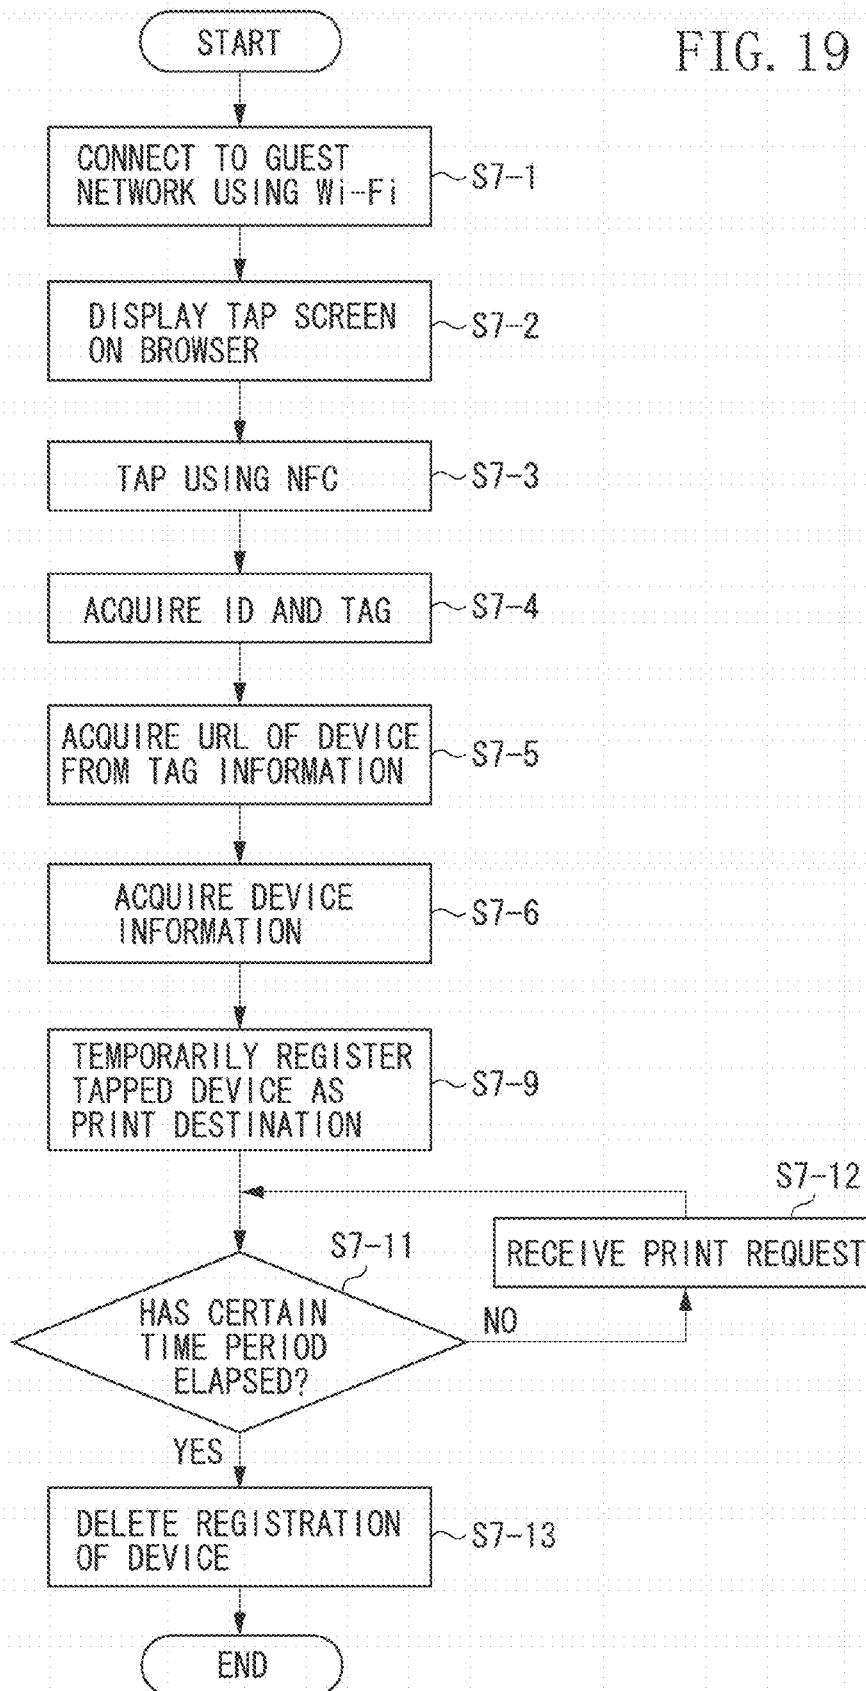 FIG. 19
START
CONNECT TO GUEST
NETWORK USING Wi-Fi
S7-1
DISPLAY TAP SCREEN
ON BROWSER
S7-2
TAP USING NFC
S7-3
ACQUIRE ID AND TAG
S7-4
ACQUIRE URL OF DEVICE
FROM TAG INFORMATION
S7-5
ACQUIRE DEVICE
INFORMATION
S7-6
TEMPORARILY REGISTER
TAPPED DEVICE AS
PRINT DESTINATION
S7-9
S7-12
RECEIVE PRINT REQUEST
S7-11
HAS CERTAIN
TIME PERIOD
ELAPSED?
NO
YES
DELETE REGISTRATION
OF DEVICE
S7-13
END